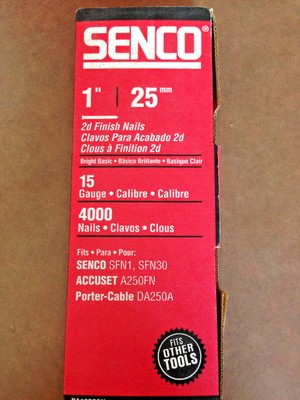 SENCO®
1" | 25 mm
2d Finish Nails
Clavos Para Acabado 2d
Clous à Finition 2d
Bright Basic • Básico Brillante • Basique Clair
15
Gauge • Calibre • Calibre
4000
Nails • Clavos • Clous
Fits • Para • Pour:
SENCO SFN1, SFN30
ACCUSET A250FN
Porter-Cable DA250A
FITS
OTHER
TOOLS